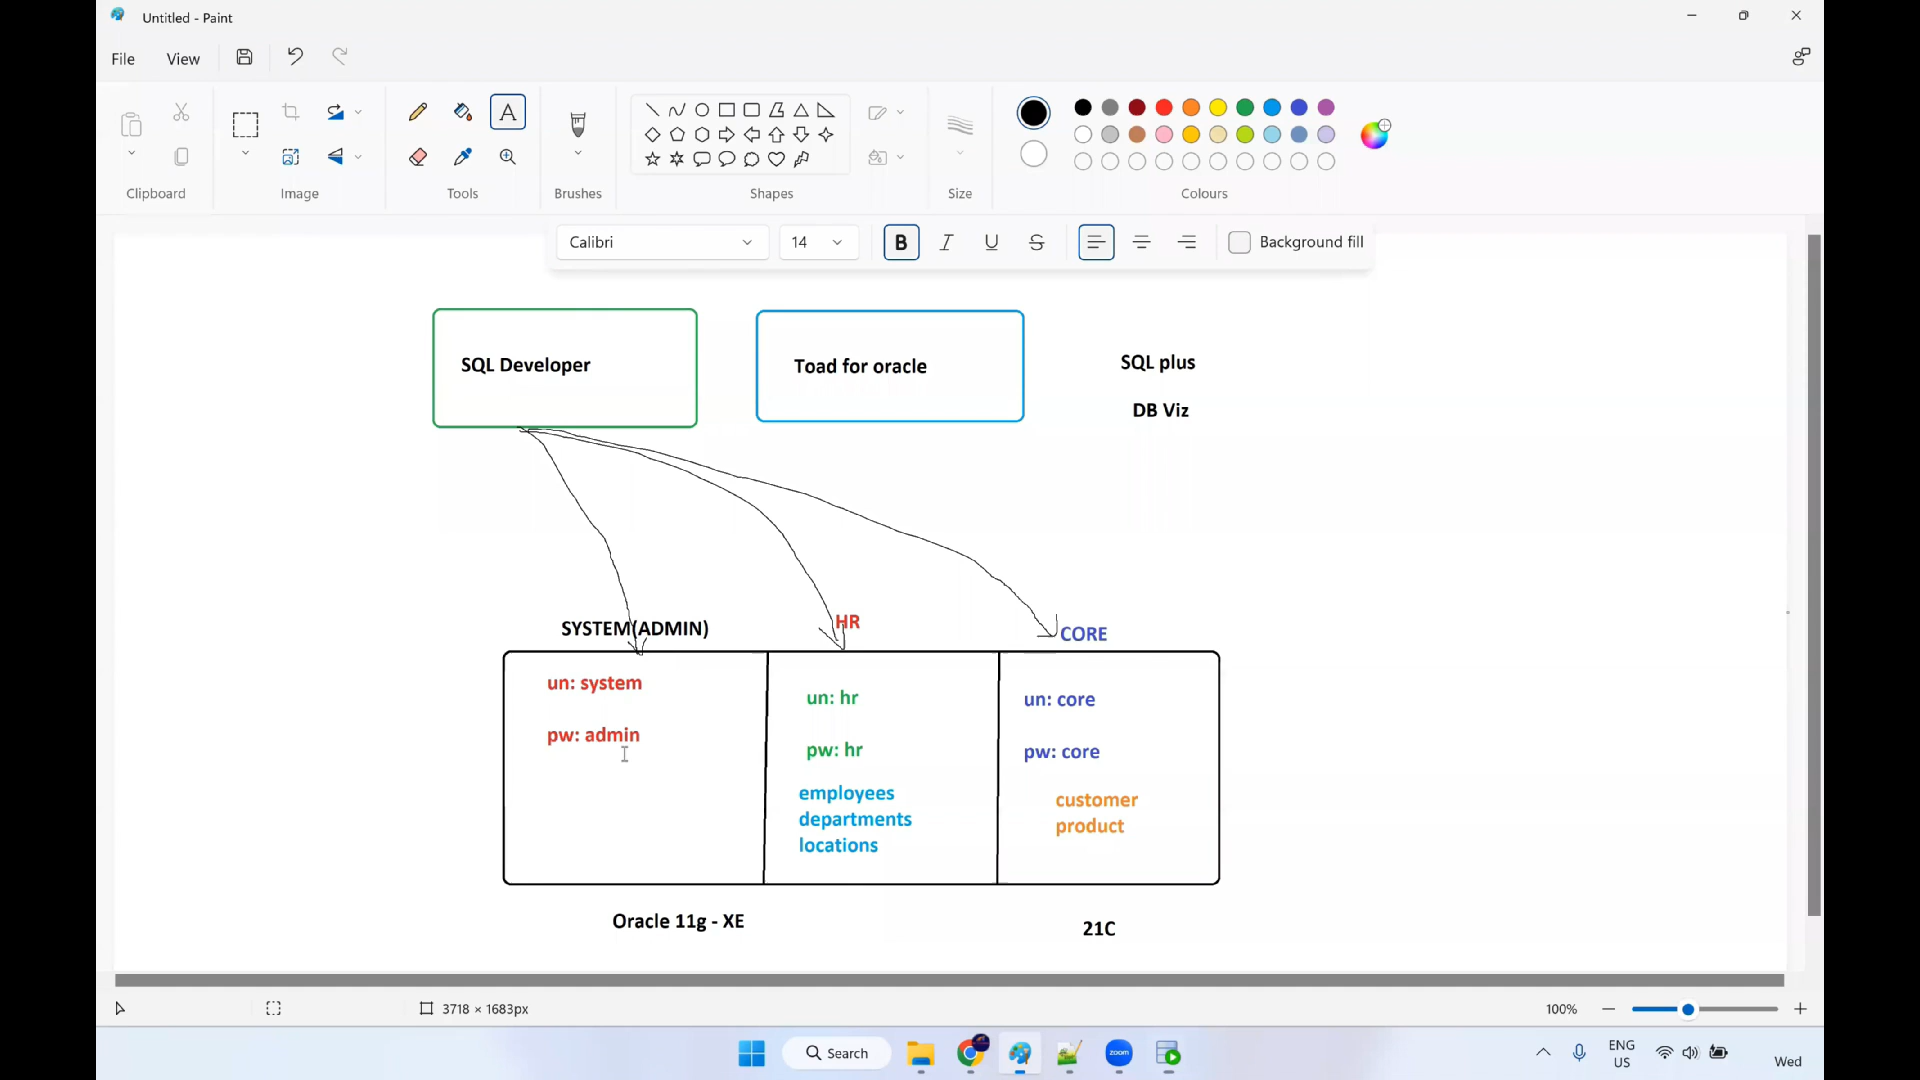 Untitled - Paint
File
View
Clipboard
Image
Tools
Brushes
Shapes
Size
Colours
Calibri
14
B
Background fill
SQL Developer
Toad for oracle
SQL plus
DB Viz
SYSTEM(ADMIN)
HR
CORE
un: system
pw: admin
un: hr
pw: hr
employees
departments
locations
un: core
pw: core
customer
product
Oracle 11g - XE
21C
3718 × 1683px
100%
Search
zoom
ENG
US
Wed